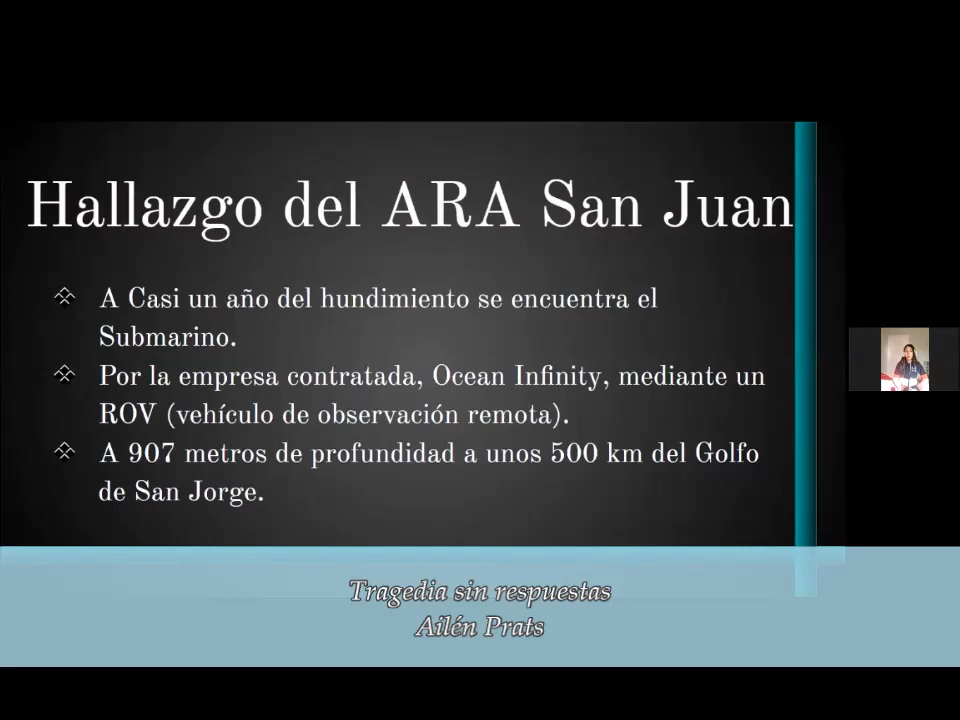 Hallazgo del ARA San Juan
A Casi un año del hundimiento se encuentra el
Submarino.
Por la empresa contratada, Ocean Infinity, mediante un
ROV (vehículo de observación remota).
A 907 metros de profundidad a unos 500 km del Golfo
de San Jorge.
Tragedia sin respuestas
Ailén Prats